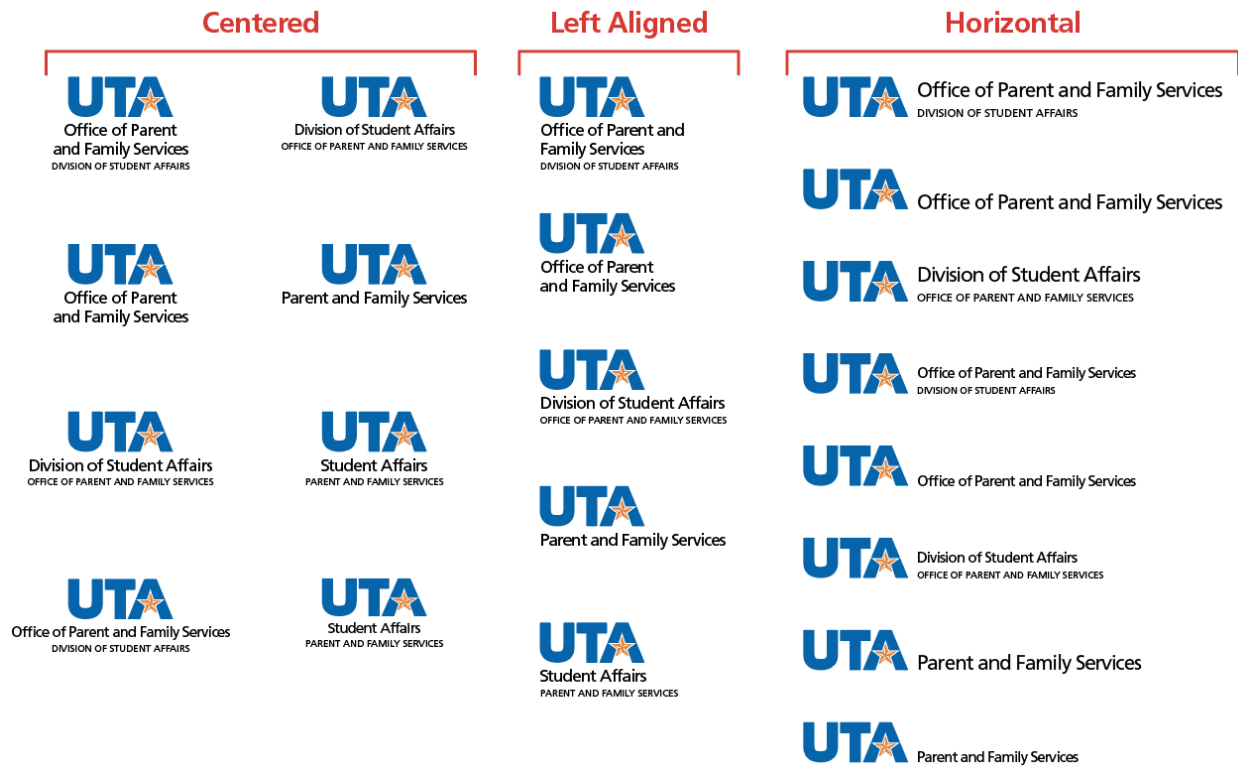 Centered
UTA
Office of Parent
and Family Services
DIVISION OF STUDENT AFFAIRS
UTA
Division of Student Affairs
OFFICE OF PARENT AND FAMILY SERVICES
UTA
Office of Parent
and Family Services
UTA
Parent and Family Services
UTA
Division of Student Affairs
OFFICE OF PARENT AND FAMILY SERVICES
UTA
Student Affairs
PARENT AND FAMILY SERVICES
UTA
Office of Parent and Family Services
DIVISION OF STUDENT AFFAIRS
UTA
Student Affairs
PARENT AND FAMILY SERVICES
Left Aligned
UTA
Office of Parent and
Family Services
DIVISION OF STUDENT AFFAIRS
UTA
Office of Parent
and Family Services
UTA
Division of Student Affairs
OFFICE OF PARENT AND FAMILY SERVICES
UTA
Parent and Family Services
UTA
Student Affairs
PARENT AND FAMILY SERVICES
Horizontal
UTA
Office of Parent and Family Services
DIVISION OF STUDENT AFFAIRS
UTA
Office of Parent and Family Services
UTA
Division of Student Affairs
OFFICE OF PARENT AND FAMILY SERVICES
UTA
Office of Parent and Family Services
DIVISION OF STUDENT AFFAIRS
UTA
Office of Parent and Family Services
UTA
Division of Student Affairs
OFFICE OF PARENT AND FAMILY SERVICES
UTA
Parent and Family Services
UTA
Parent and Family Services